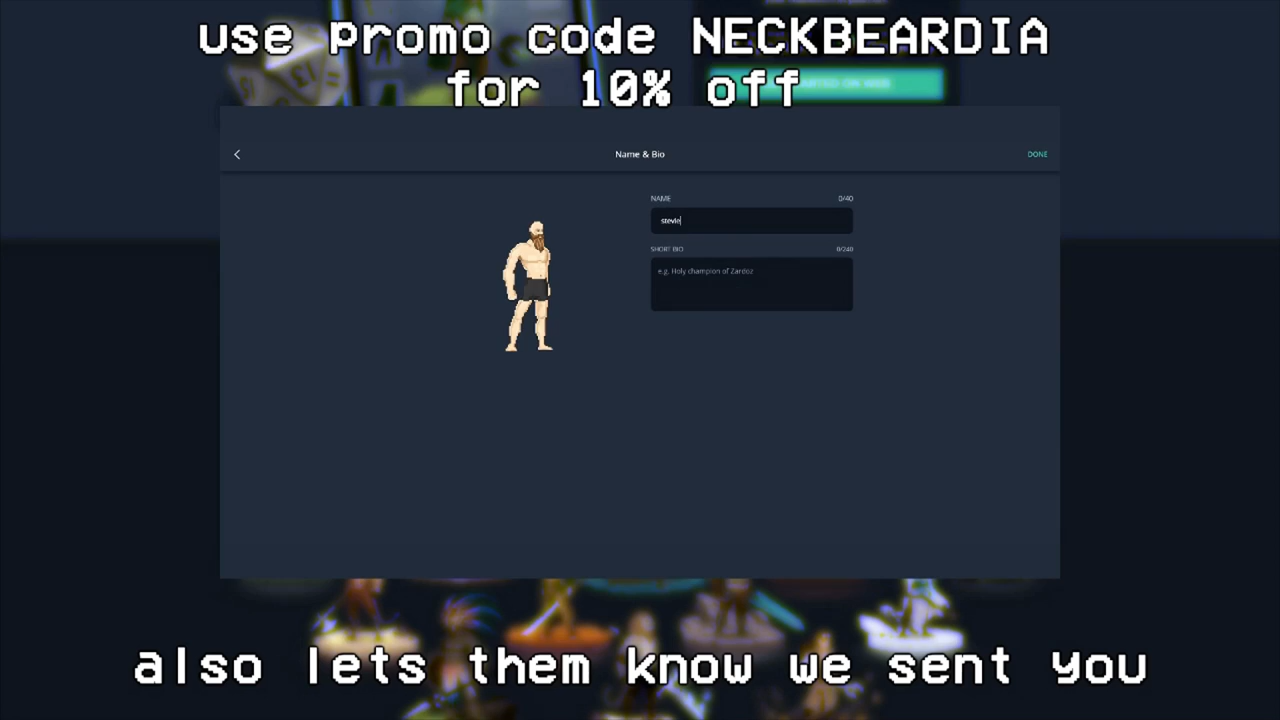 use promo code NECKBEARDIA
for 10% off
Name & Bio
DONE
NAME 0/40
stevie
SHORT BIO 0/240
e.g. Holy champion of Zardoz
also lets them know we sent you